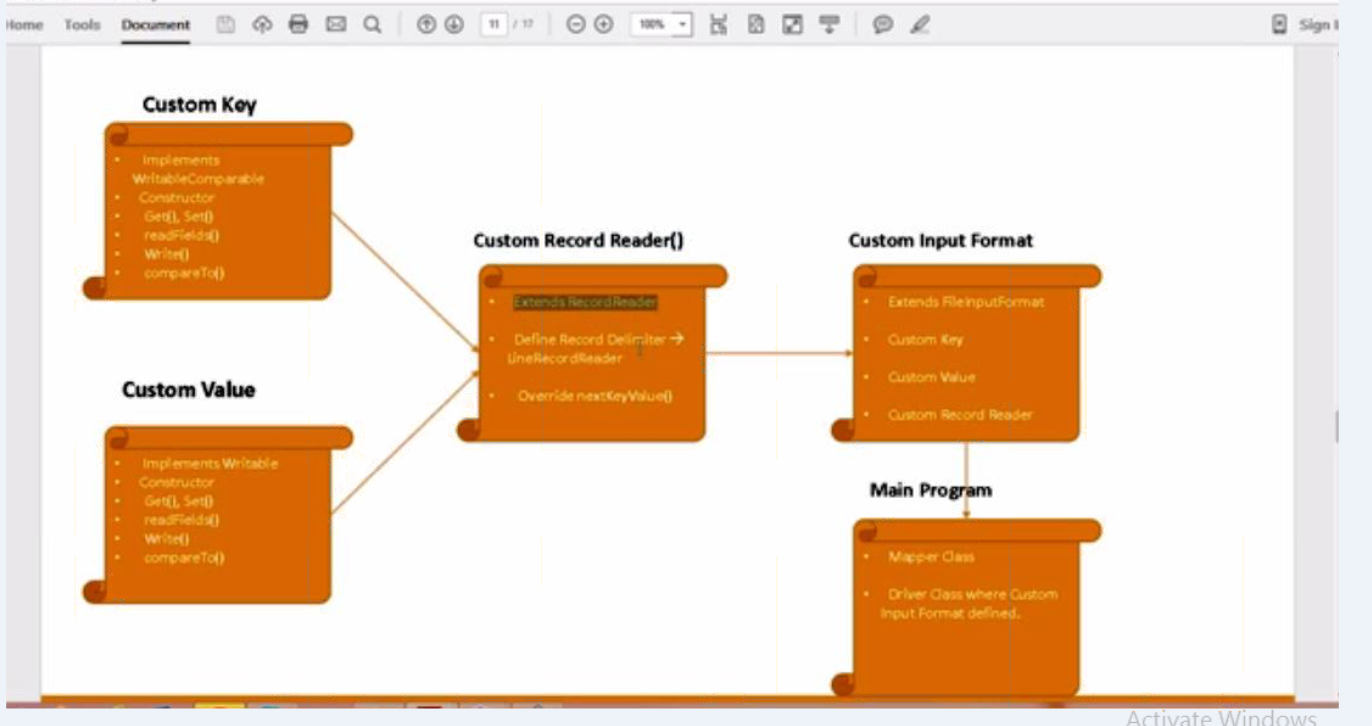 Home Tools Document 11 / 17 100% Sign
Custom Key
Implements
WritableComparable
Constructor
Get(), Set()
readFields()
Write()
compareTo()
Custom Value
Implements Writable
Constructor
Get(), Set()
readFields()
Write()
compareTo()
Custom Record Reader()
Extends RecordReader
Define Record Delimiter →
LineRecordReader
Override nextKeyValue()
Custom Input Format
Extends FileInputFormat
Custom Key
Custom Value
Custom Record Reader
Main Program
Mapper Class
Driver Class where Custom
Input Format defined.
Activate Windows